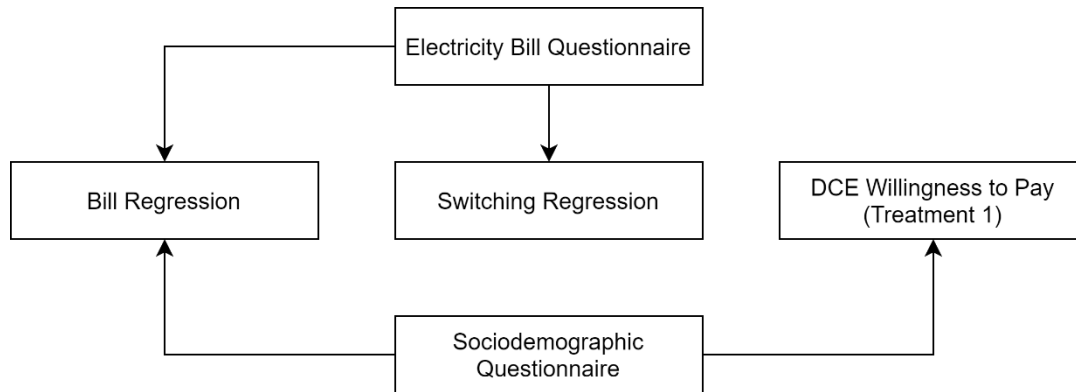 Electricity Bill Questionnaire
Bill Regression
Switching Regression
DCE Willingness to Pay
(Treatment 1)
Sociodemographic
Questionnaire